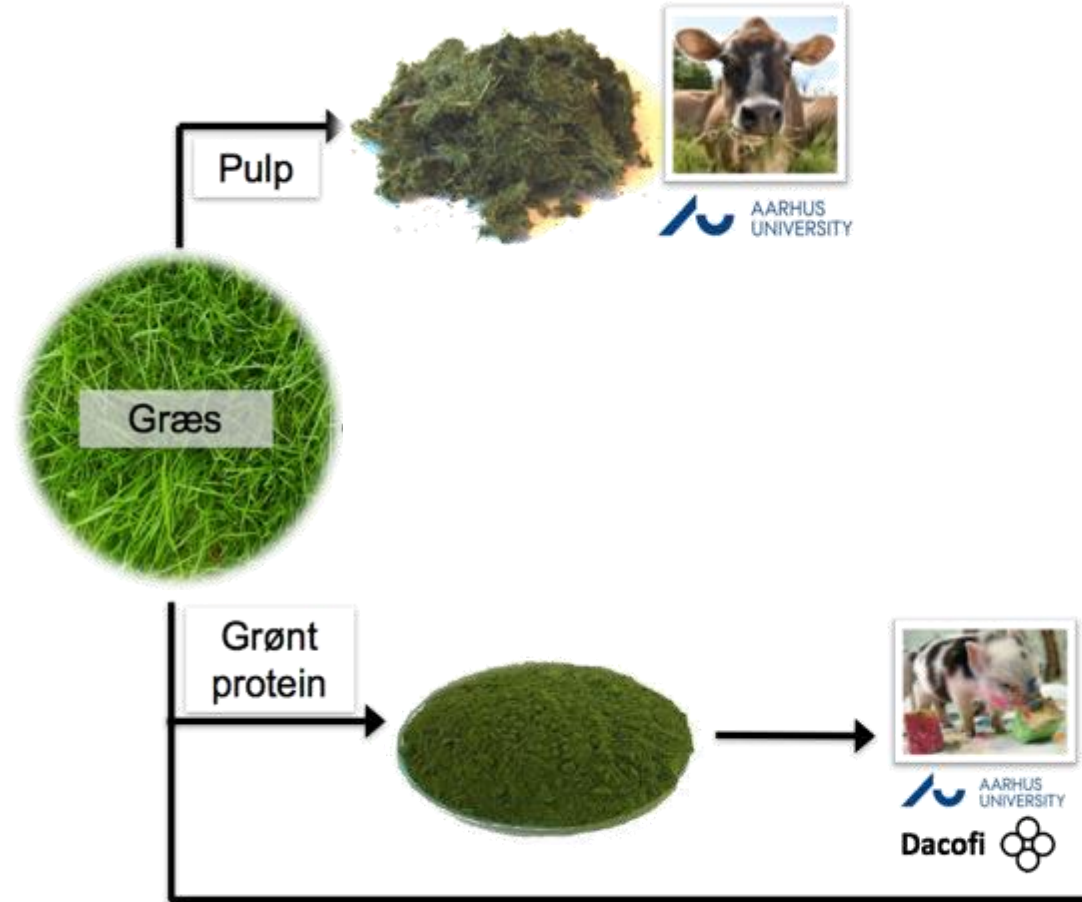 Pulp
AARHUS
UNIVERSITY
Græs
Grønt
protein
AARHUS
UNIVERSITY
Dacofi